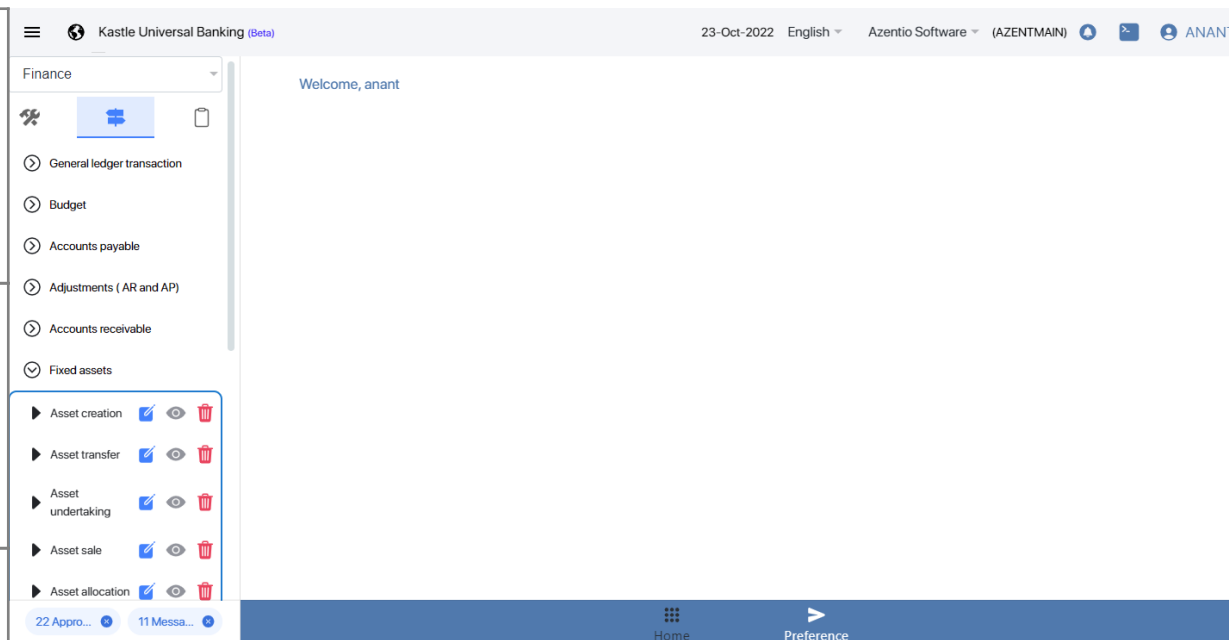 Kastle Universal Banking (Beta)
23-Oct-2022 English Azentio Software (AZENTMAIN) ANANT
Finance
Welcome, anant
General ledger transaction
Budget
Accounts payable
Adjustments ( AR and AP)
Accounts receivable
Fixed assets
Asset creation
Asset transfer
Asset
undertaking
Asset sale
Asset allocation
22 Appro... 11 Messa...
Home Preference